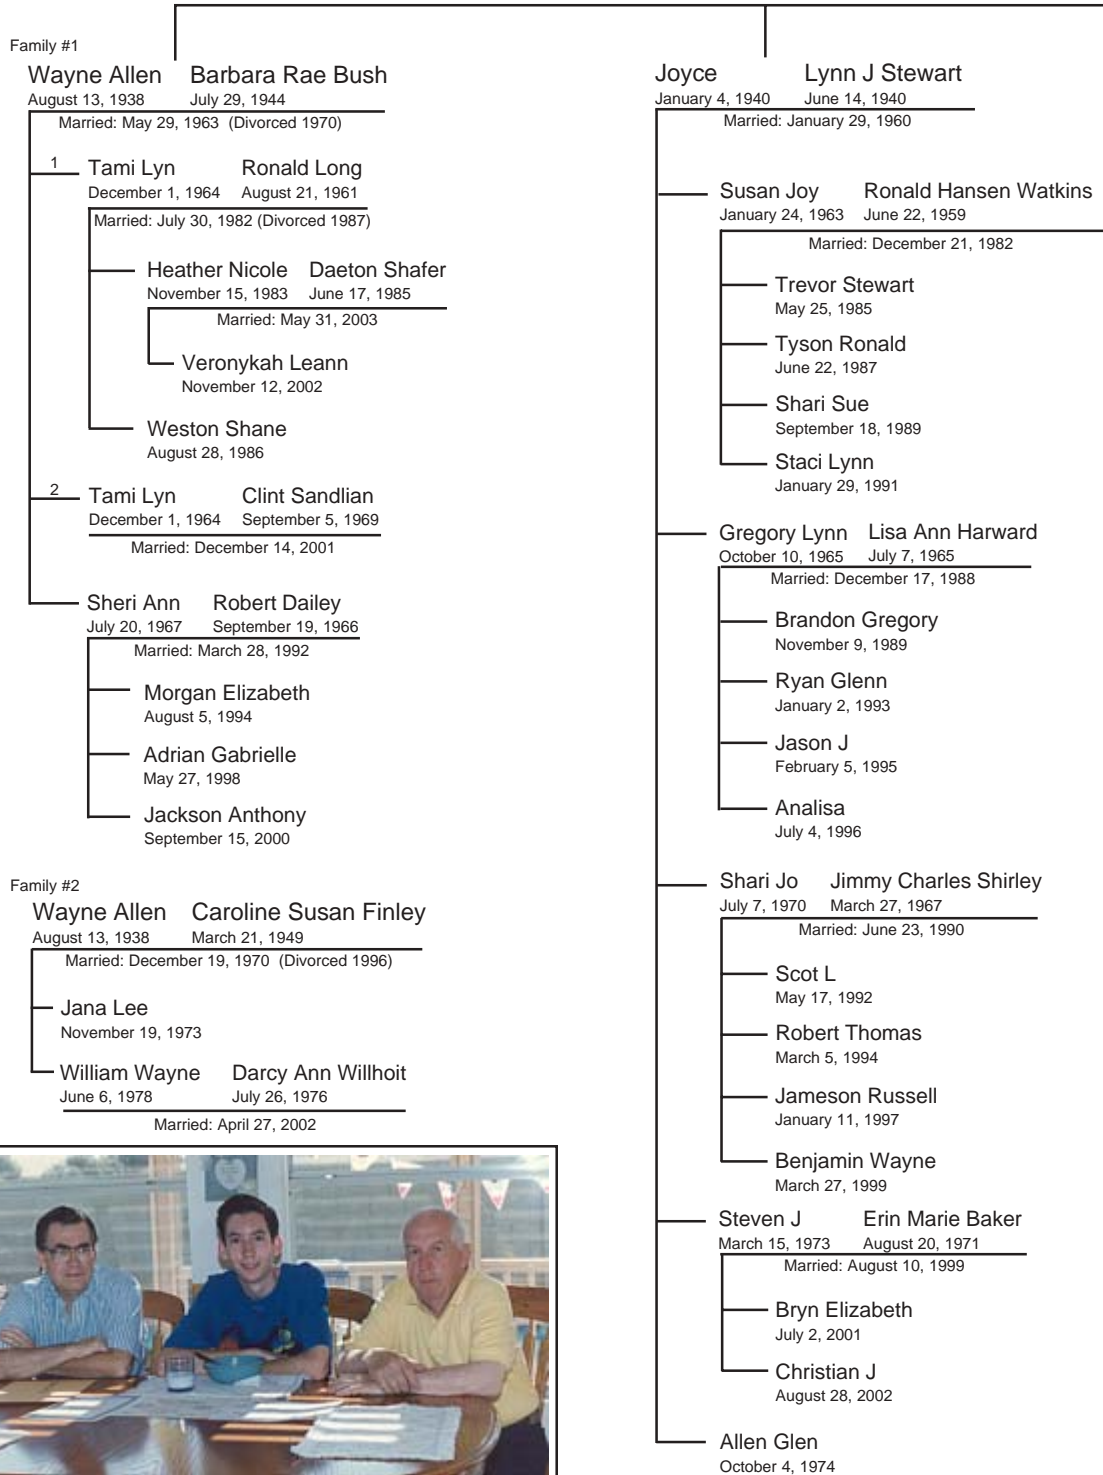 Family #1
Wayne Allen Barbara Rae Bush
August 13, 1938 July 29, 1944
Married: May 29, 1963 (Divorced 1970)
1 Tami Lyn Ronald Long
December 1, 1964 August 21, 1961
Married: July 30, 1982 (Divorced 1987)
Heather Nicole Daeton Shafer
November 15, 1983 June 17, 1985
Married: May 31, 2003
Veronykah Leann
November 12, 2002
Weston Shane
August 28, 1986
2 Tami Lyn Clint Sandlian
December 1, 1964 September 5, 1969
Married: December 14, 2001
Sheri Ann Robert Dailey
July 20, 1967 September 19, 1966
Married: March 28, 1992
Morgan Elizabeth
August 5, 1994
Adrian Gabrielle
May 27, 1998
Jackson Anthony
September 15, 2000
Family #2
Wayne Allen Caroline Susan Finley
August 13, 1938 March 21, 1949
Married: December 19, 1970 (Divorced 1996)
Jana Lee
November 19, 1973
William Wayne Darcy Ann Willhoit
June 6, 1978 July 26, 1976
Married: April 27, 2002
Joyce Lynn J Stewart
January 4, 1940 June 14, 1940
Married: January 29, 1960
Susan Joy Ronald Hansen Watkins
January 24, 1963 June 22, 1959
Married: December 21, 1982
Trevor Stewart
May 25, 1985
Tyson Ronald
June 22, 1987
Shari Sue
September 18, 1989
Staci Lynn
January 29, 1991
Gregory Lynn Lisa Ann Harward
October 10, 1965 July 7, 1965
Married: December 17, 1988
Brandon Gregory
November 9, 1989
Ryan Glenn
January 2, 1993
Jason J
February 5, 1995
Analisa
July 4, 1996
Shari Jo Jimmy Charles Shirley
July 7, 1970 March 27, 1967
Married: June 23, 1990
Scot L
May 17, 1992
Robert Thomas
March 5, 1994
Jameson Russell
January 11, 1997
Benjamin Wayne
March 27, 1999
Steven J Erin Marie Baker
March 15, 1973 August 20, 1971
Married: August 10, 1999
Bryn Elizabeth
July 2, 2001
Christian J
August 28, 2002
Allen Glen
October 4, 1974